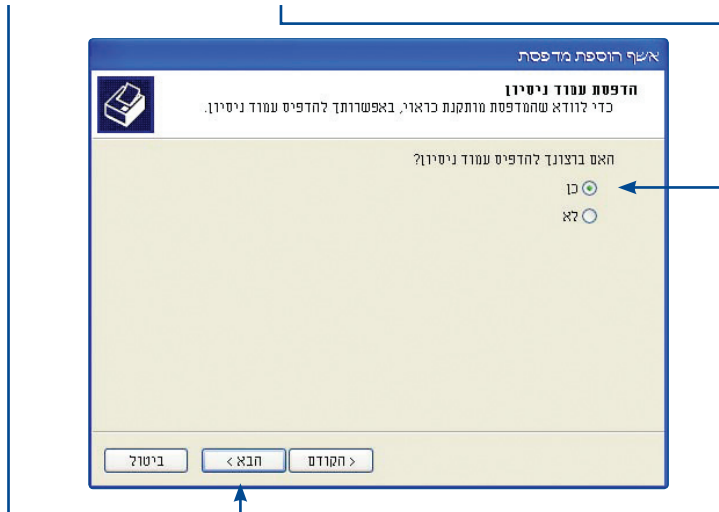 אשף הוספת מדפסת
הדפסת עמוד ניסיון
כדי לוודא שהמדפסת מותקנת כראוי, באפשרותך להדפיס עמוד ניסיון.
האם ברצונך להדפיס עמוד ניסיון?
כן
לא
< הקודם
הבא >
ביטול